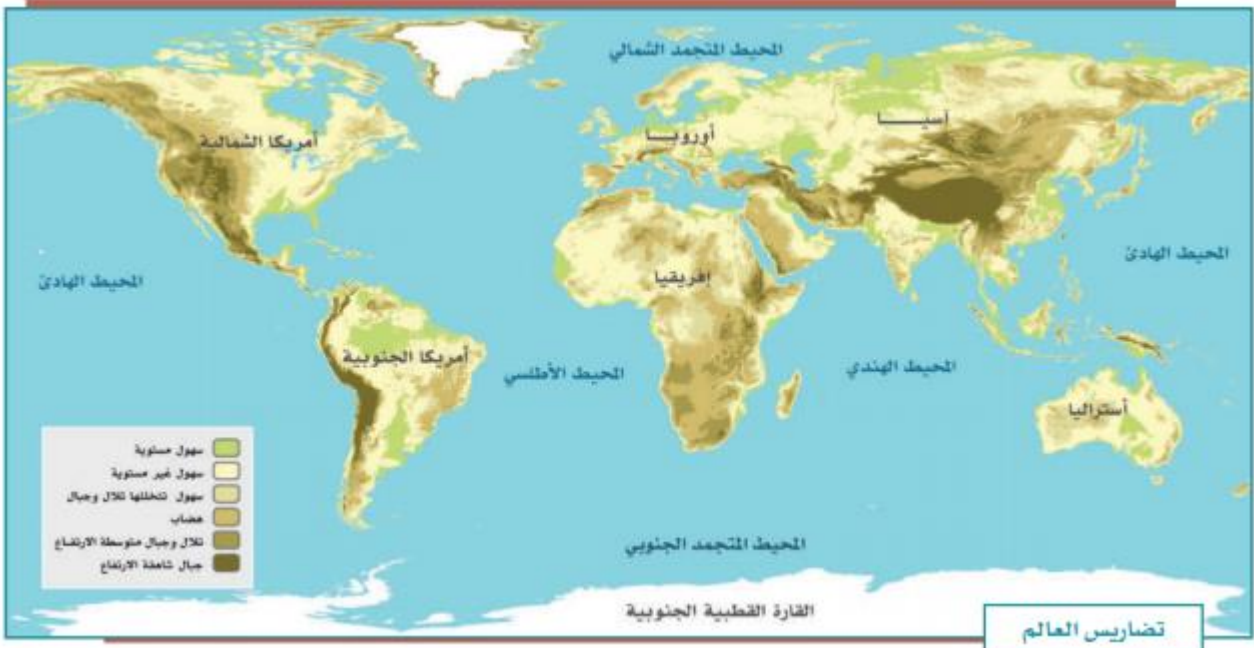 المحيط المتجمد الشمالي
أمريكا الشمالية
أوروبـــا
آسيـــــا
المحيط الهادئ
المحيط الهادئ
إفريقيا
أمريكا الجنوبية
المحيط الأطلسي
المحيط الهندي
أستراليا
سهول مستوية
سهول غير مستوية
سهول تتخللها تلال وجبال
هضاب
تلال وجبال متوسطة الارتفاع
جبال شاهقة الارتفاع
المحيط المتجمد الجنوبي
القارة القطبية الجنوبية
تضاريس العالم